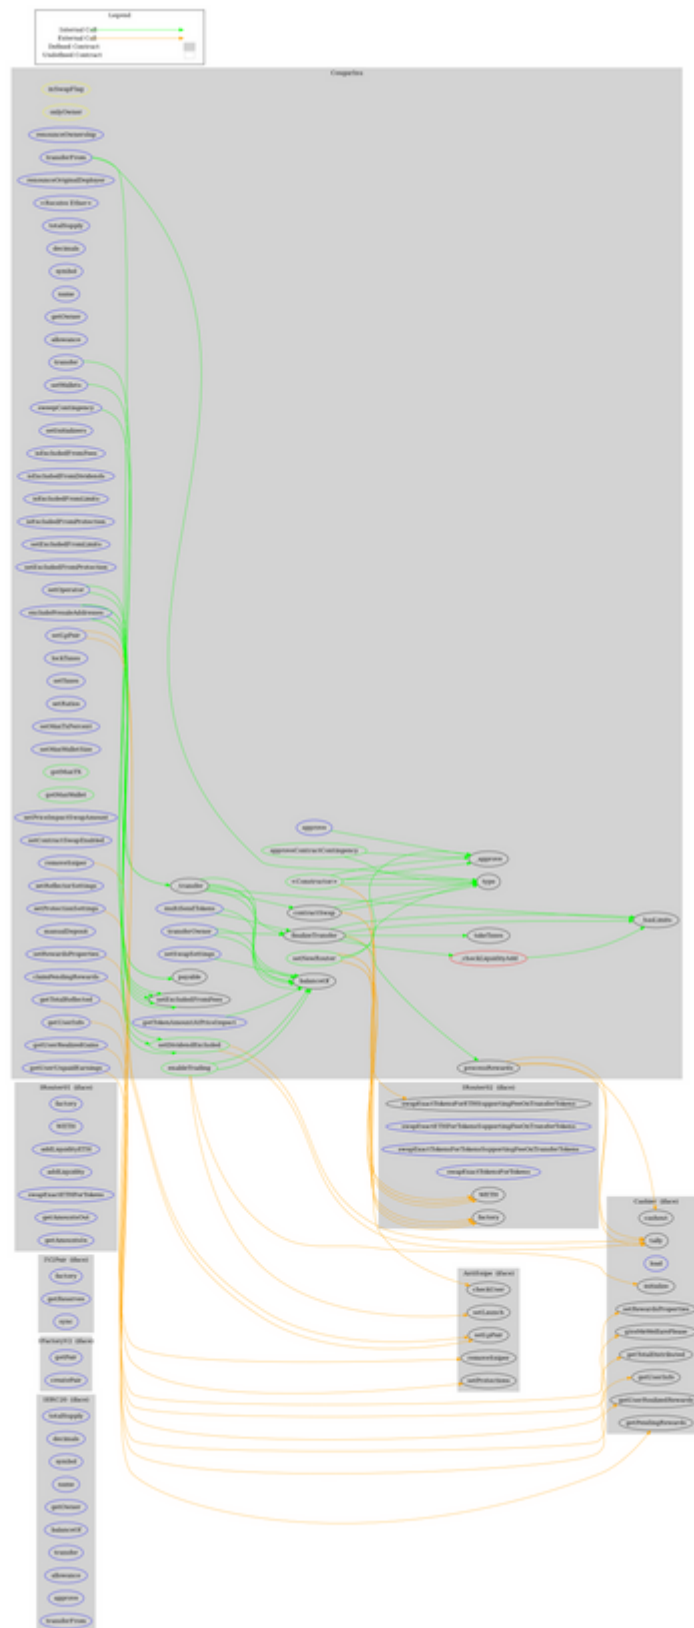 Legend
Internal Call
External Call
Defined Contract
Undefined Contract
inSwapFlag
onlyOwner
renounceOwnership
transferFrom
renounceOriginalDeployer
<Receive Ether>
totalSupply
decimals
symbol
name
getOwner
allowance
transfer
setWallets
sweepContingency
setInitializers
isExcludedFromFees
isExcludedFromDividends
isExcludedFromLimits
isExcludedFromProtection
setExcludedFromLimits
setExcludedFromProtection
setOperator
excludePresaleAddresses
setLpPair
lockTaxes
setTaxes
setRatios
setMaxTxPercent
setMaxWalletSize
getMaxTX
getMaxWallet
setPriceImpactSwapAmount
setContractSwapEnabled
removeSniper
setReflectorSettings
setProtectionSettings
manualDeposit
setRewardsProperties
claimPendingRewards
getTotalReflected
getUserInfo
getUserRealizedGains
getUserUnpaidEarnings
approve
approveContractContingency
_approve
<Constructor>
type
_transfer
multiSendTokens
contractSwap
_hasLimits
transferOwner
finalizeTransfer
takeTaxes
setSwapSettings
setNewRouter
checkLiquidityAdd
payable
balanceOf
setExcludedFromFees
getTokenAmountAtPriceImpact
setDividendExcluded
enableTrading
processRewards
IRouter01 (iface)
factory
WETH
addLiquidityETH
addLiquidity
swapExactETHForTokens
getAmountsOut
getAmountsIn
IRouter02 (iface)
swapExactTokensForETHSupportingFeeOnTransferTokens
swapExactETHForTokensSupportingFeeOnTransferTokens
swapExactTokensForTokensSupportingFeeOnTransferTokens
swapExactTokensForTokens
WETH
factory
Cashier (iface)
cashout
tally
load
initialize
setRewardsProperties
giveMeWelfarePlease
getTotalDistributed
getUserInfo
getUserRealizedRewards
getPendingRewards
IV2Pair (iface)
factory
getReserves
sync
AntiSnipe (iface)
checkUser
setLaunch
setLpPair
removeSniper
setProtections
IFactoryV2 (iface)
getPair
createPair
IERC20 (iface)
totalSupply
decimals
symbol
name
getOwner
balanceOf
transfer
allowance
approve
transferFrom